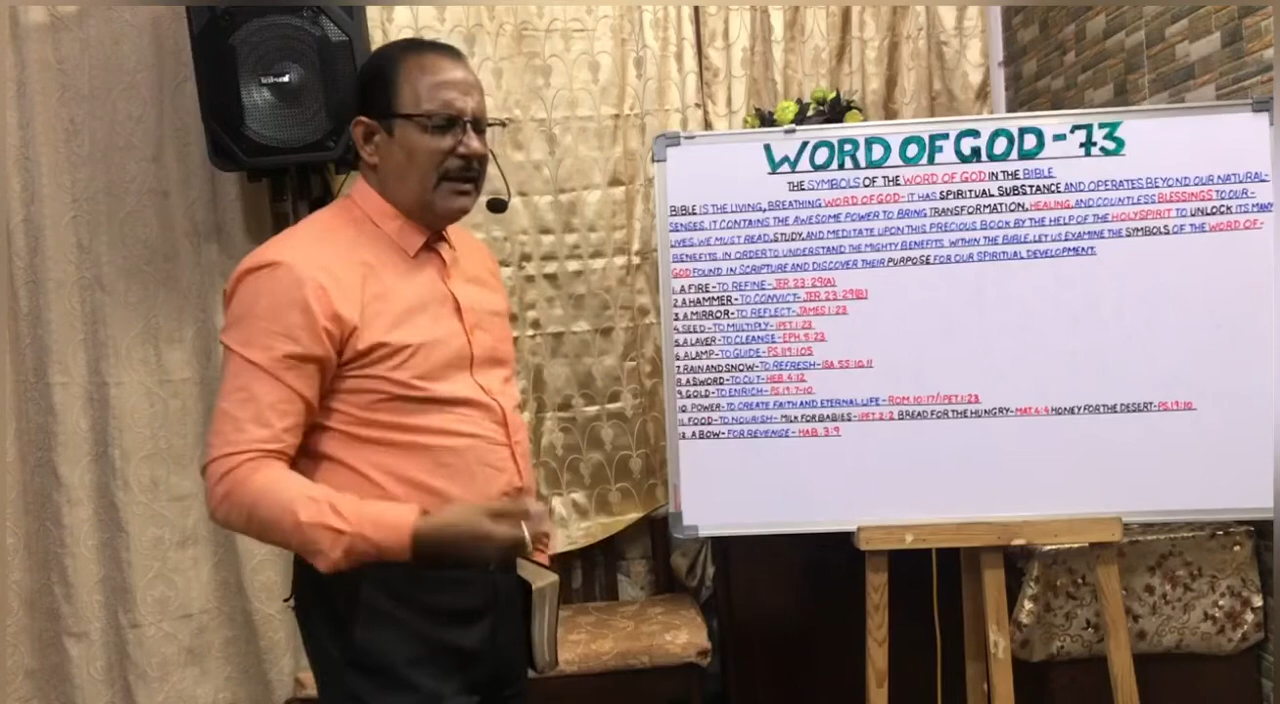 WORD OF GOD-73
THE SYMBOLS OF THE WORD OF GOD IN THE BIBLE
BIBLE IS THE LIVING, BREATHING WORD OF GOD-IT HAS SPIRITUAL SUBSTANCE AND OPERATES BEYOND OUR NATURAL-
SENSES. IT CONTAINS THE AWESOME POWER TO BRING TRANSFORMATION, HEALING, AND COUNTLESS BLESSINGS TO OUR-
LIVES. WE MUST READ, STUDY, AND MEDITATE UPON THIS PRECIOUS BOOK BY THE HELP OF THE HOLYSPIRIT TO UNLOCK ITS MANY
BENEFITS. IN ORDER TO UNDERSTAND THE MIGHTY BENEFITS. WITHIN THE BIBLE. LET US EXAMINE THE SYMBOLS OF THE WORD OF-
GOD FOUND IN SCRIPTURE AND DISCOVER THEIR PURPOSE FOR OUR SPIRITUAL DEVELOPMENT.
1. A FIRE-TO REFINE-JER.23:29(A)
2. A HAMMER-TO CONVICT-JER.23:29(B)
3. A MIRROR-TO REFLECT-JAMES 1:23
4. SEED-TO MULTIPLY-1PET.1:23
5. A LAVER-TO CLEANSE-EPH.5:23
6. A LAMP-TO GUIDE-PS.119:105
7. RAIN AND SNOW-TO REFRESH-ISA.55:10,11
8. A SWORD-TO CUT-HEB.4:12
9. GOLD-TO ENRICH-PS.19:7-10
10. POWER-TO CREATE FAITH AND ETERNAL LIFE-ROM.10:17/1PET.1:23
11. FOOD-TO NOURISH-MILK FOR BABIES-1PET.2:2 BREAD FOR THE HUNGRY-MAT.4:4 HONEY FOR THE DESERT-PS.19:10
12. A BOW-FOR REVENGE-HAB.3:9